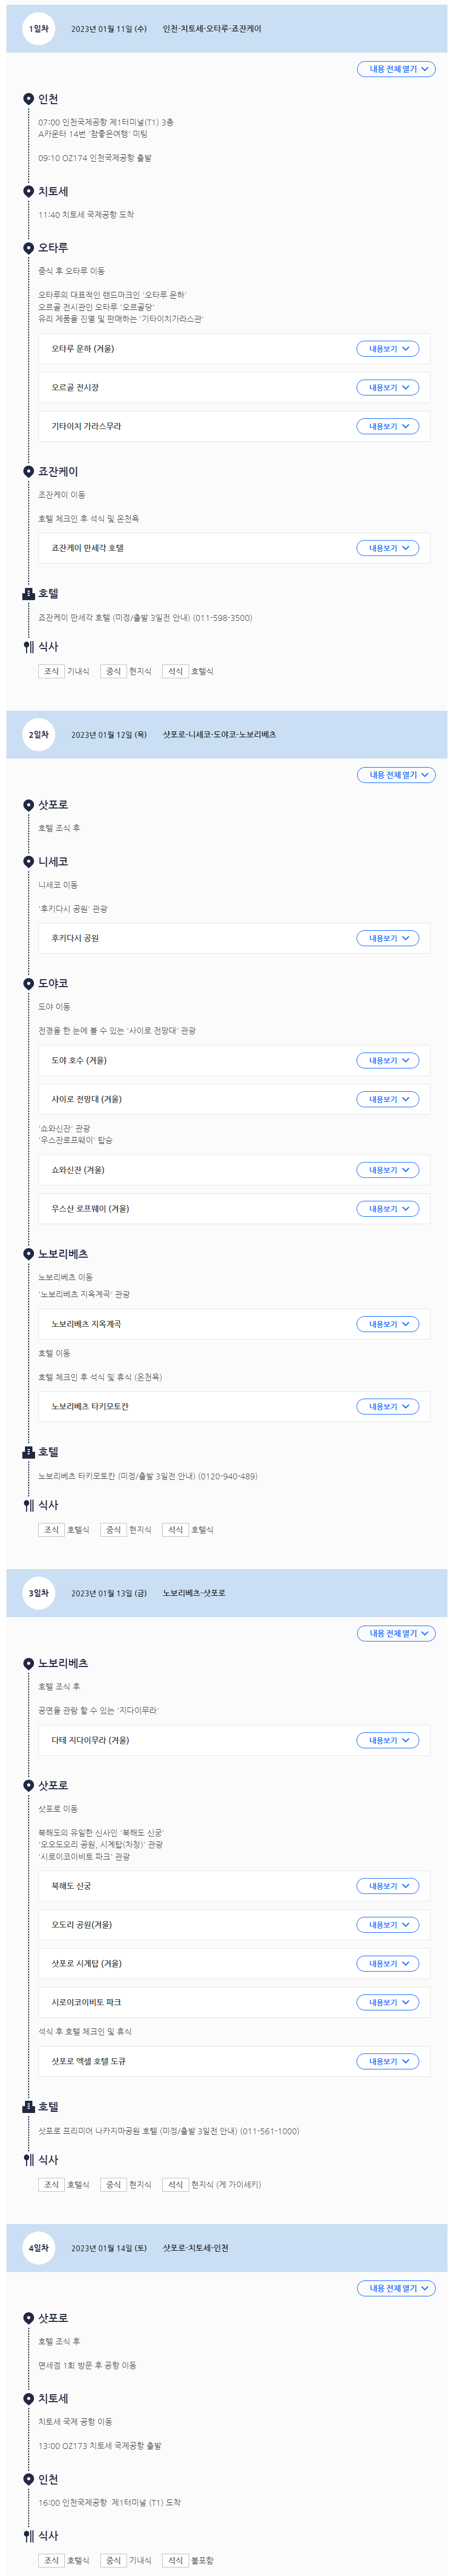 1일차 2023년 01월 11일 (수) 인천-치토세-오타루-죠잔케이
내용 전체 열기
인천
07:00 인천국제공항 제1터미널(T1) 3층
A카운터 14번 '참좋은여행' 미팅
09:10 OZ174 인천국제공항 출발
치토세
11:40 치토세 국제공항 도착
오타루
중식 후 오타루 이동
오타루의 대표적인 랜드마크인 '오타루 운하'
오르골 전시관인 오타루 '오르골당'
유리 제품을 진열 및 판매하는 '기타이치가라스관'
오타루 운하 (겨울) 내용보기
오르골 전시장 내용보기
기타이치 가라스무라 내용보기
죠잔케이
조잔케이 이동
호텔 체크인 후 석식 및 온천욕
죠잔케이 만세각 호텔 내용보기
호텔
죠잔케이 만세각 호텔 (미정/출발 3일전 안내) (011-598-3500)
식사
조식 기내식 중식 현지식 석식 호텔식
2일차 2023년 01월 12일 (목) 삿포로-니세코-도야코-노보리베츠
내용 전체 열기
삿포로
호텔 조식 후
니세코
니세코 이동
'후키다시 공원' 관광
후키다시 공원 내용보기
도야코
도야 이동
전경을 한 눈에 볼 수 있는 '사이로 전망대' 관광
도야 호수 (겨울) 내용보기
사이로 전망대 (겨울) 내용보기
'쇼와신잔' 관광
'우스잔로프웨이' 탑승
쇼와신잔 (겨울) 내용보기
우스산 로프웨이 (겨울) 내용보기
노보리베츠
노보리베츠 이동
'노보리베츠 지옥계곡' 관광
노보리베츠 지옥계곡 내용보기
호텔 이동
호텔 체크인 후 석식 및 휴식 (온천욕)
노보리베츠 타키모토칸 내용보기
호텔
노보리베츠 타키모토칸 (미정/출발 3일전 안내) (0120-940-489)
식사
조식 호텔식 중식 현지식 석식 호텔식
3일차 2023년 01월 13일 (금) 노보리베츠-삿포로
내용 전체 열기
노보리베츠
호텔 조식 후
공연을 관람 할 수 있는 '지다이무라'
다테 지다이무라 (겨울) 내용보기
삿포로
삿포로 이동
북해도의 유일한 신사인 '북해도 신궁'
'오오도오리 공원, 시계탑(차창)' 관광
'시로이코이비토 파크' 관광
북해도 신궁 내용보기
오도리 공원(겨울) 내용보기
삿포로 시계탑 (겨울) 내용보기
시로이코이비토 파크 내용보기
석식 후 호텔 체크인 및 휴식
삿포로 엑셀 호텔 도큐 내용보기
호텔
삿포로 프리미어 나카지마공원 호텔 (미정/출발 3일전 안내) (011-561-1000)
식사
조식 호텔식 중식 현지식 석식 현지식 (게 가이세키)
4일차 2023년 01월 14일 (토) 삿포로-치토세-인천
내용 전체 열기
삿포로
호텔 조식 후
면세점 1회 방문 후 공항 이동
치토세
치토세 국제 공항 이동
13:00 OZ173 치토세 국제공항 출발
인천
16:00 인천국제공항 제1터미널 (T1) 도착
식사
조식 호텔식 중식 기내식 석식 불포함